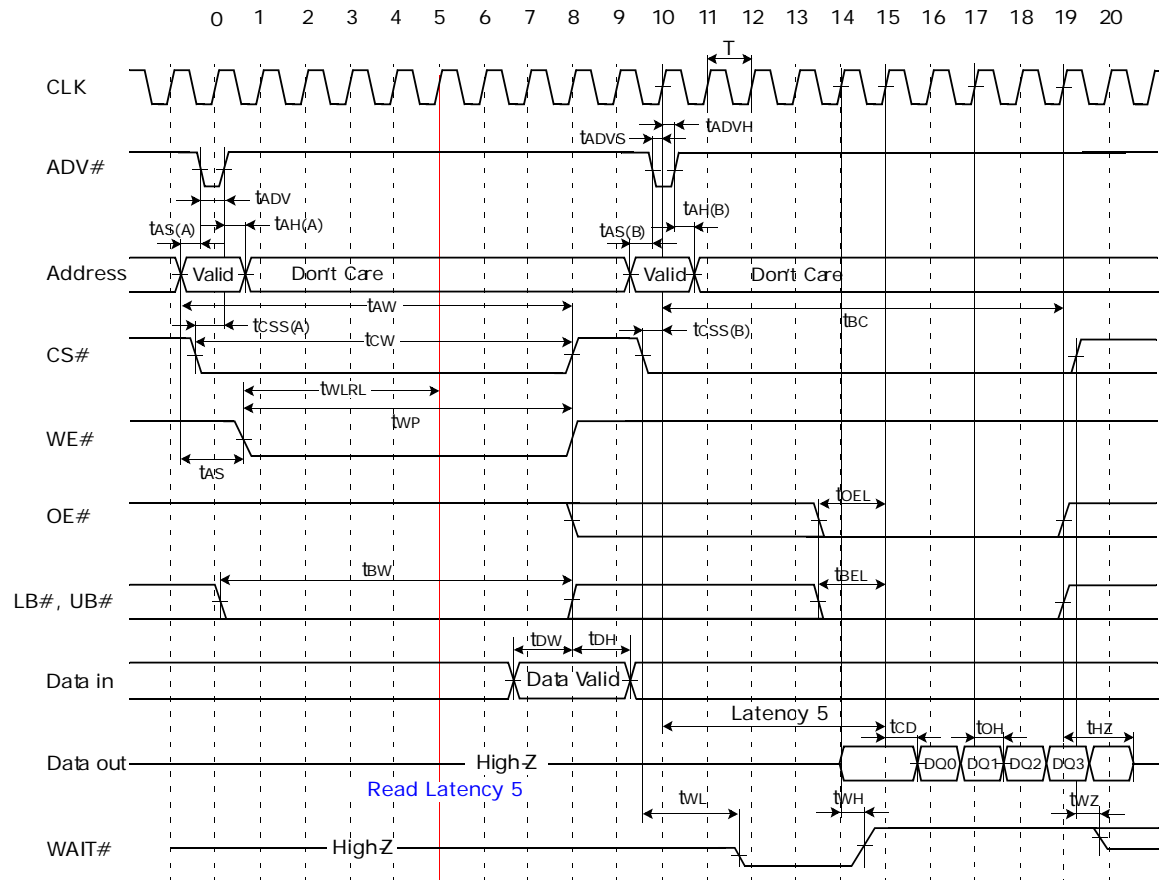 0 1 2 3 4 5 6 7 8 9 10 11 12 13 14 15 16 17 18 19 20
T
CLK
tADVH
tADVS
ADV#
tADV
tAH(B)
tAS(A) tAH(A) tAS(B)
Address Valid Don't Care Valid Don't Care
tAW
tBC
tCSS(A) tCSS(B)
CS# tCW
tWLRL
tWP
WE#
tAS
tOEL
OE#
tBW tBEL
LB#, UB#
tDW tDH
Data in Data Valid
Latency 5
tCD tOH tHZ
Data out High-Z DQ0 DQ1 DQ2 DQ3
Read Latency 5
tWL tWH tWZ
WAIT# High-Z